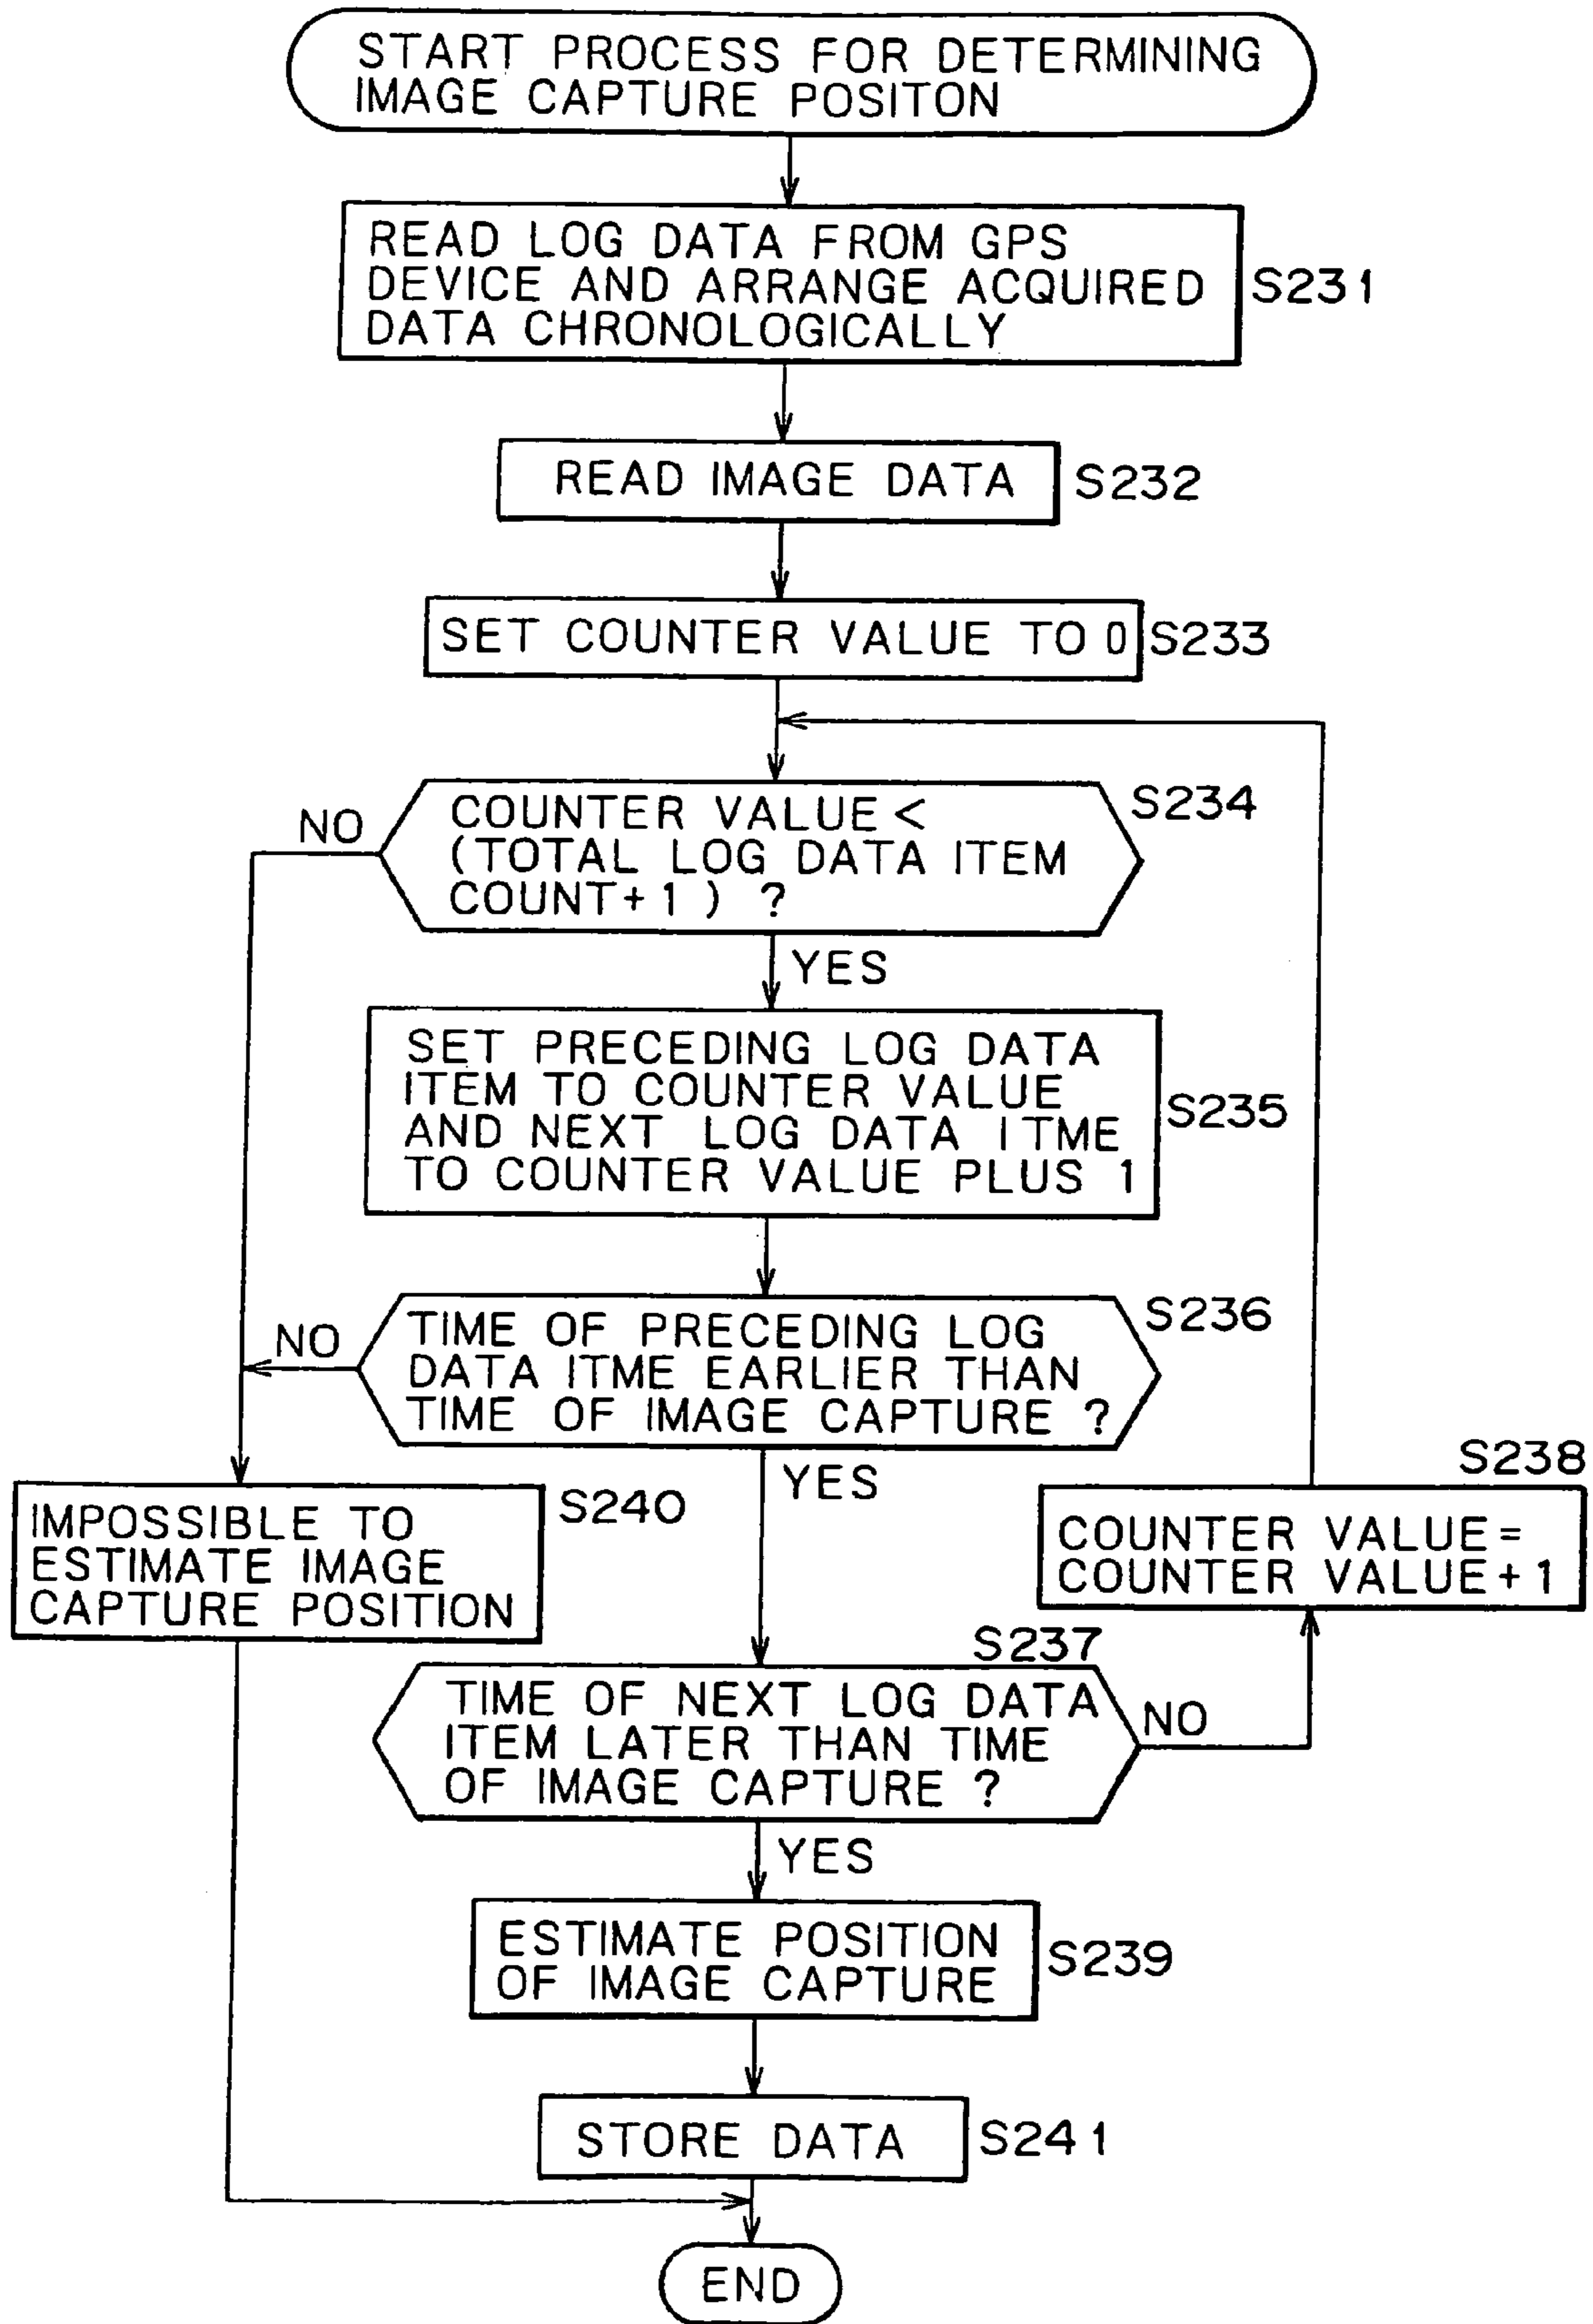 START PROCESS FOR DETERMINING
IMAGE CAPTURE POSITON
READ LOG DATA FROM GPS
DEVICE AND ARRANGE ACQUIRED
DATA CHRONOLOGICALLY
S231
READ IMAGE DATA
S232
SET COUNTER VALUE TO 0
S233
COUNTER VALUE <
(TOTAL LOG DATA ITEM
COUNT+1) ?
S234
NO
YES
SET PRECEDING LOG DATA
ITEM TO COUNTER VALUE
AND NEXT LOG DATA ITME
TO COUNTER VALUE PLUS 1
S235
TIME OF PRECEDING LOG
DATA ITME EARLIER THAN
TIME OF IMAGE CAPTURE ?
S236
NO
YES
S238
COUNTER VALUE=
COUNTER VALUE+1
IMPOSSIBLE TO
ESTIMATE IMAGE
CAPTURE POSITION
S240
S237
TIME OF NEXT LOG DATA
ITEM LATER THAN TIME
OF IMAGE CAPTURE ?
NO
YES
ESTIMATE POSITION
OF IMAGE CAPTURE
S239
STORE DATA
S241
END